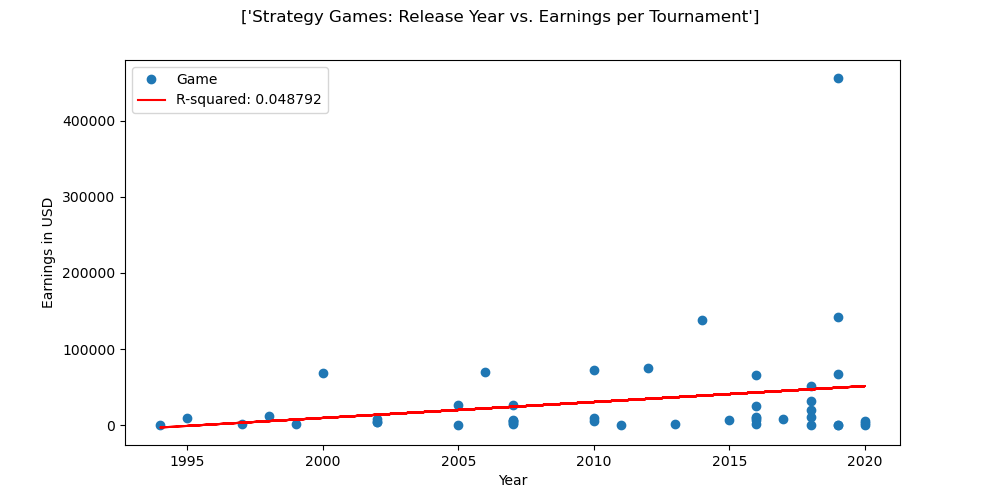 ['Strategy Games: Release Year vs. Earnings per Tournament']
Game
R-squared: 0.048792
400000
300000
200000
100000
0
Earnings in USD
1995 2000 2005 2010 2015 2020
Year